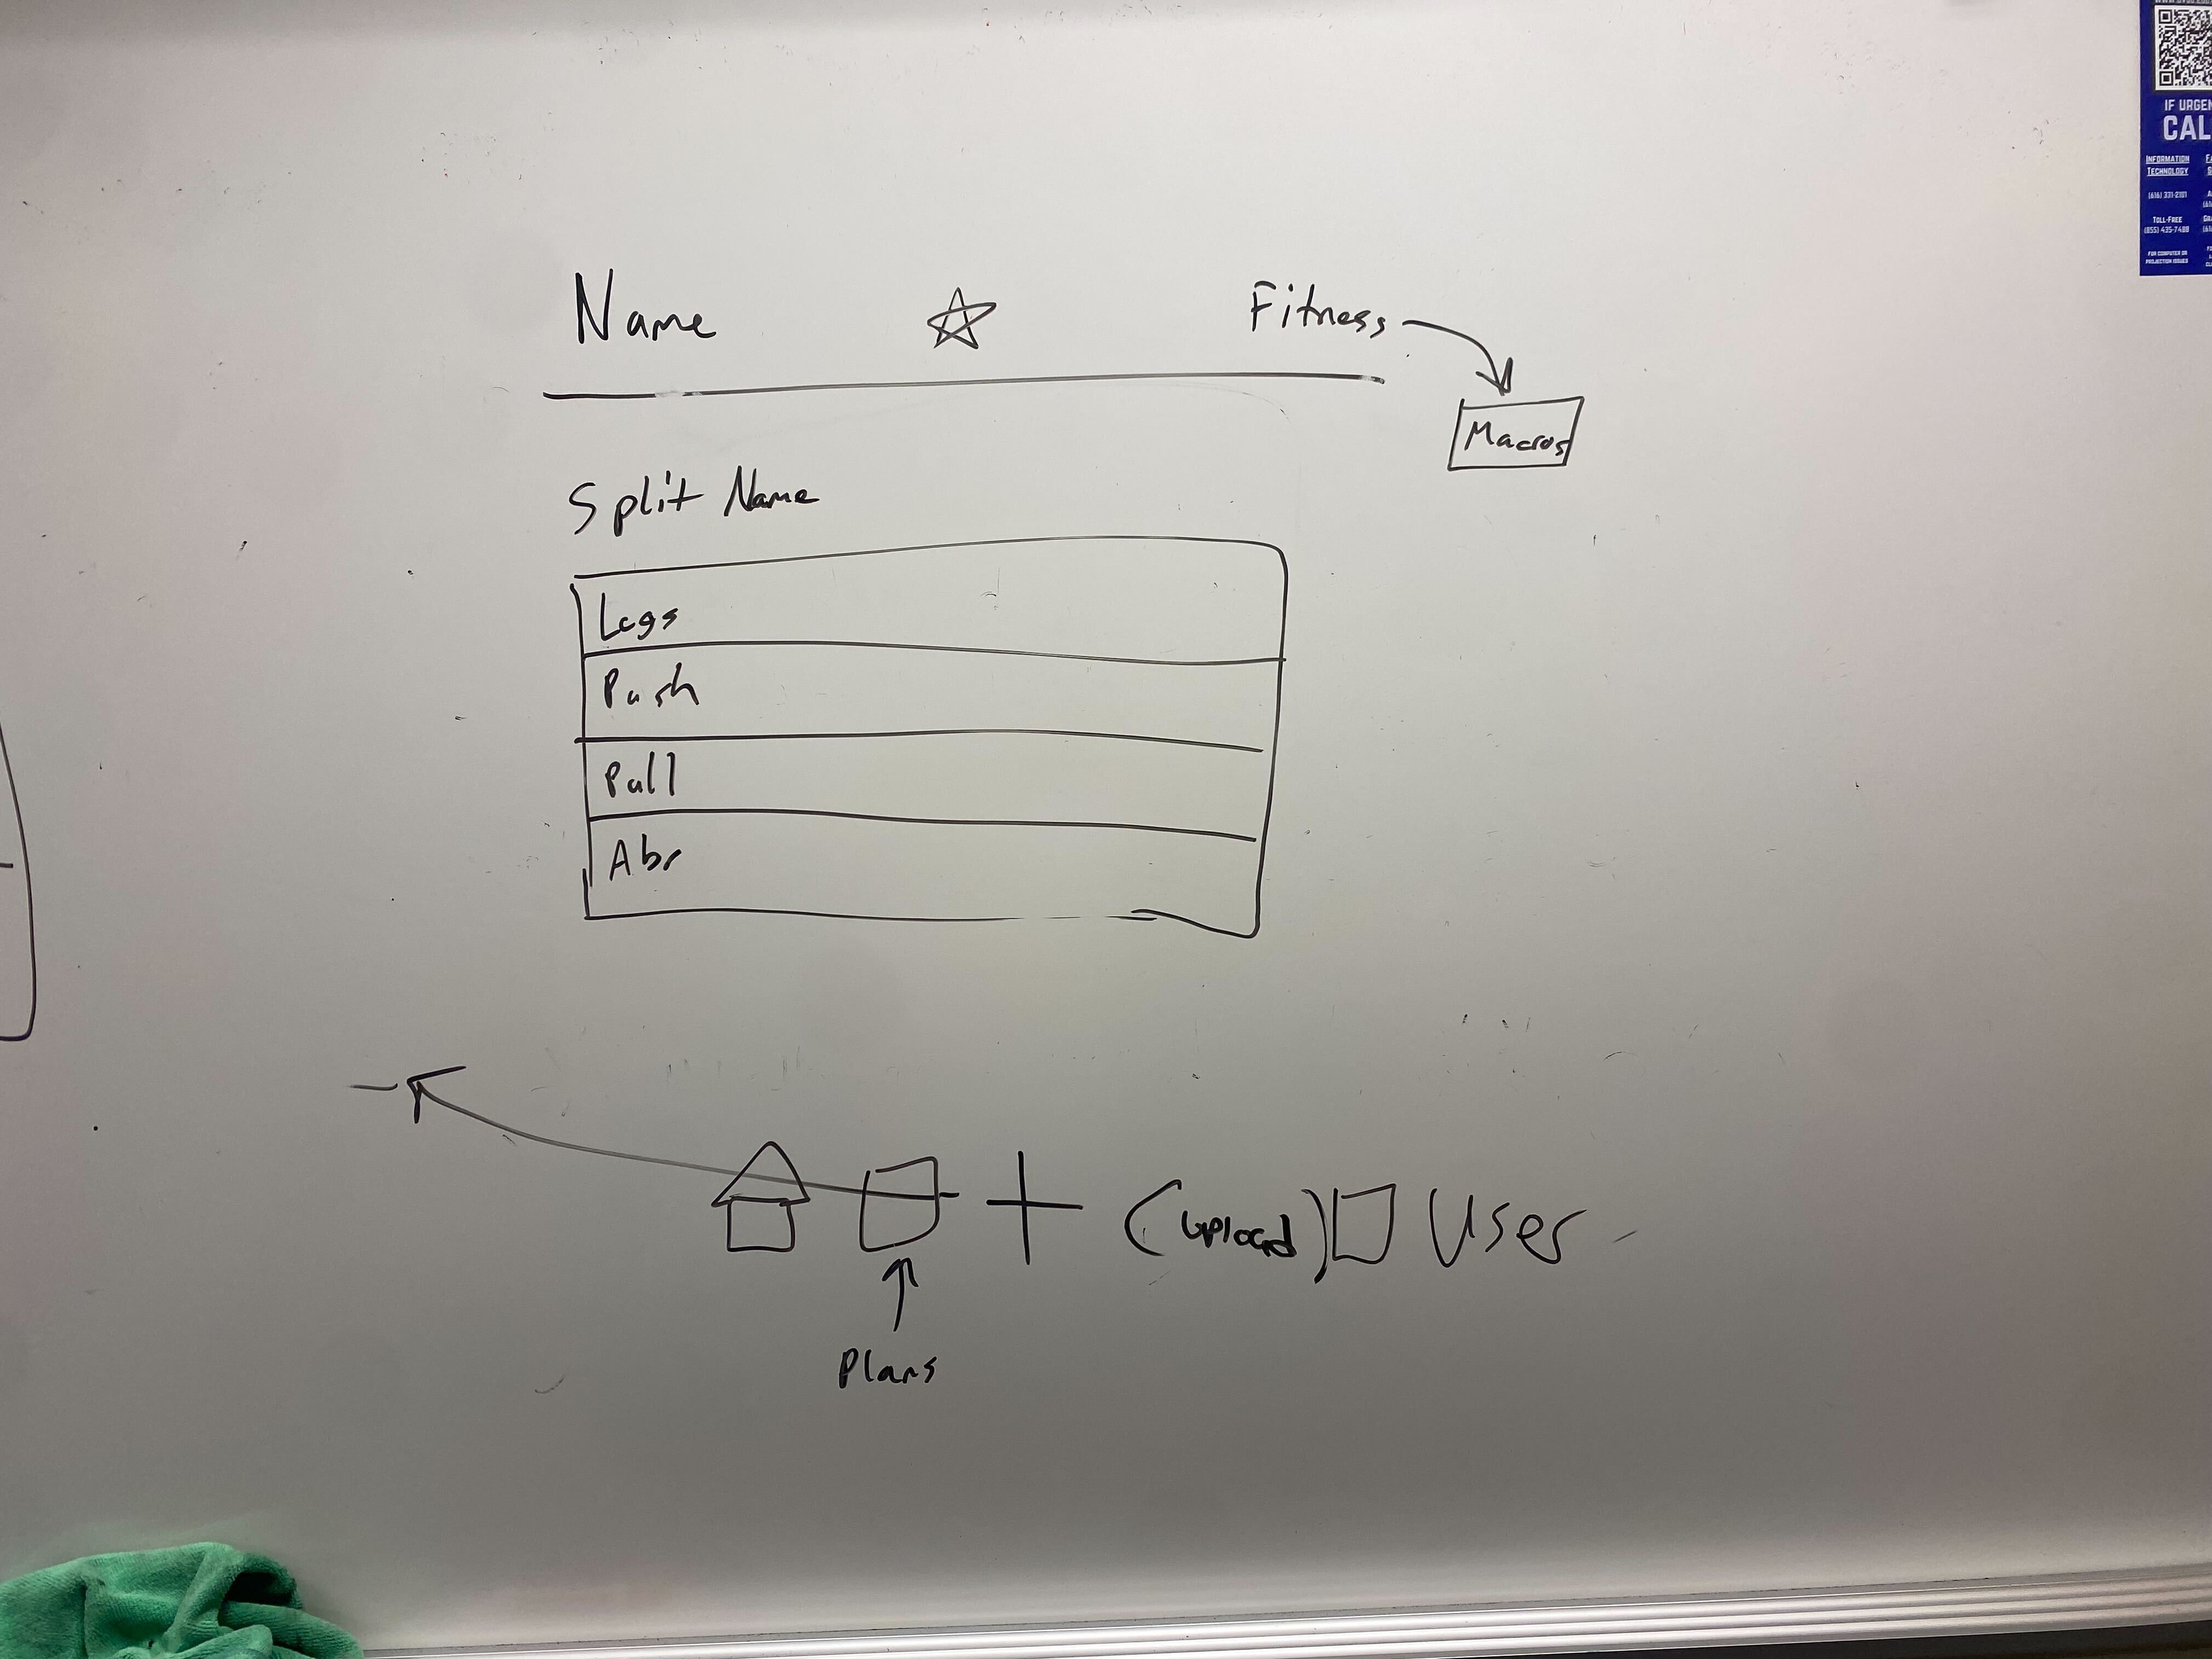 Name Fitness
Macros
Split Name
Legs
Push
Pull
Abs
(upload) User
Plans
IF URGEN
CAL
INFORMATION
TECHNOLOGY
(616) 331-2101
TOLL-FREE
(855) 435-7488
FOR COMPUTER OR
PROJECTION ISSUES